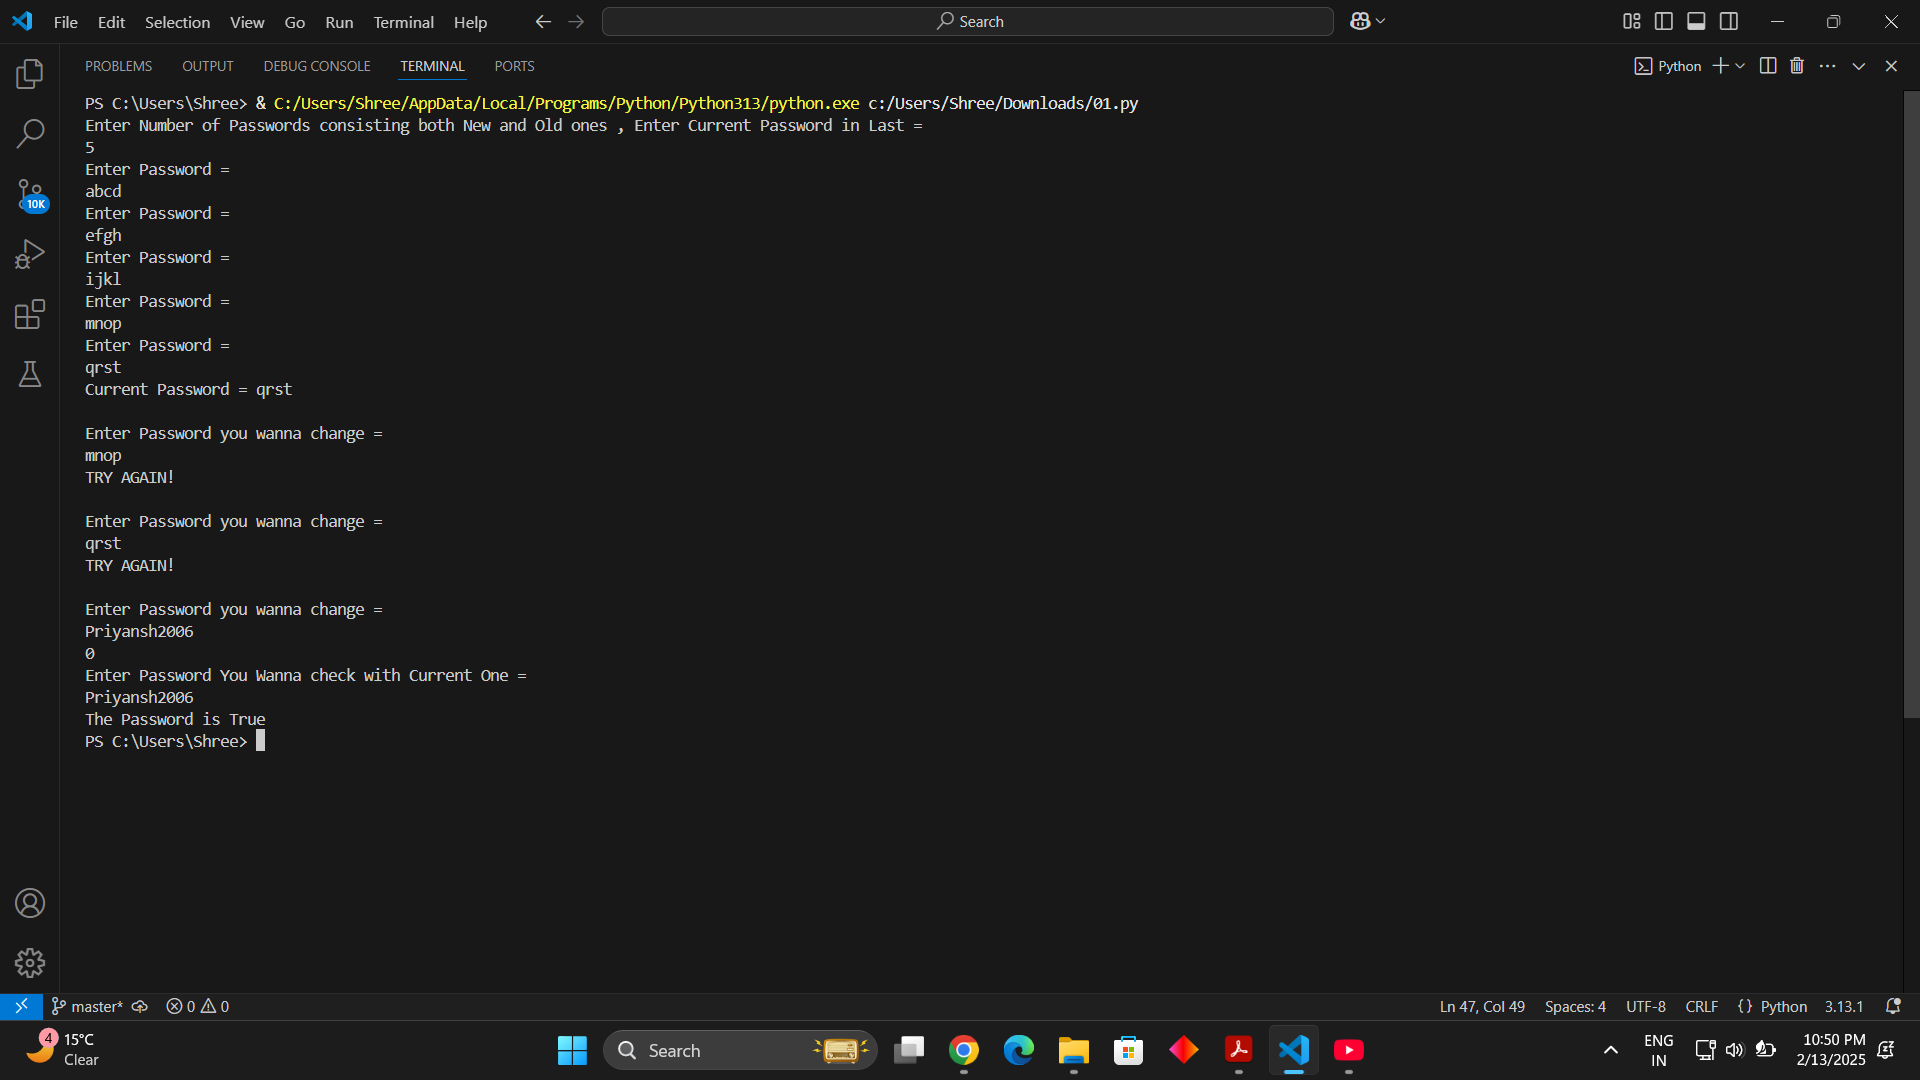 File Edit Selection View Go Run Terminal Help Search
PROBLEMS OUTPUT DEBUG CONSOLE TERMINAL PORTS Python
PS C:\Users\Shree> & C:/Users/Shree/AppData/Local/Programs/Python/Python313/python.exe c:/Users/Shree/Downloads/01.py
Enter Number of Passwords consisting both New and Old ones , Enter Current Password in Last =
5
Enter Password =
abcd
Enter Password =
efgh
Enter Password =
ijkl
Enter Password =
mnop
Enter Password =
qrst
Current Password = qrst
Enter Password you wanna change =
mnop
TRY AGAIN!
Enter Password you wanna change =
qrst
TRY AGAIN!
Enter Password you wanna change =
Priyansh2006
0
Enter Password You Wanna check with Current One =
Priyansh2006
The Password is True
PS C:\Users\Shree>
10K
master* 0 0 Ln 47, Col 49 Spaces: 4 UTF-8 CRLF {} Python 3.13.1
4 15°C
Clear
Search
ENG
IN
10:50 PM
2/13/2025